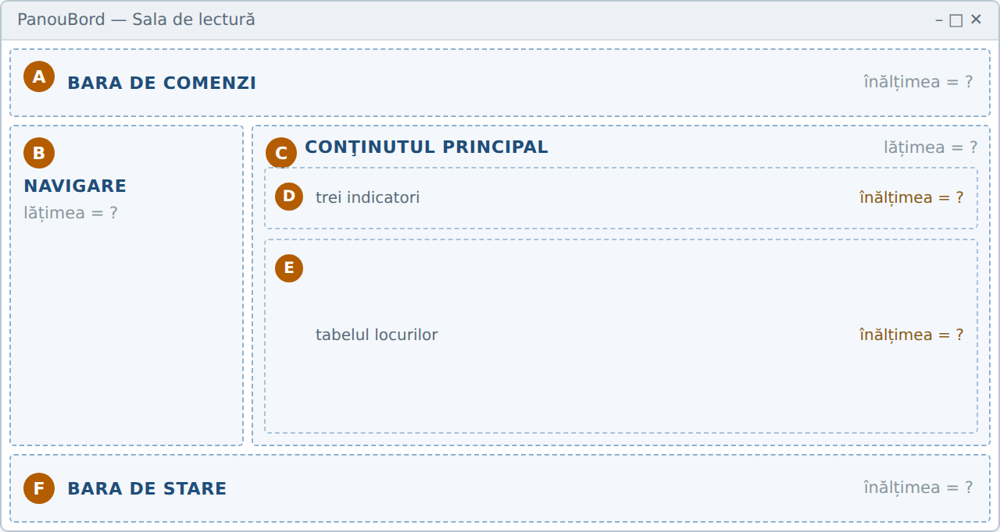 PanouBord — Sala de lectură – □ ✕
A BARA DE COMENZI înălțimea = ?
B
NAVIGARE
lățimea = ?
C CONŢINUTUL PRINCIPAL lățimea = ?
D trei indicatori înălțimea = ?
E
tabelul locurilor înălțimea = ?
F BARA DE STARE înălțimea = ?